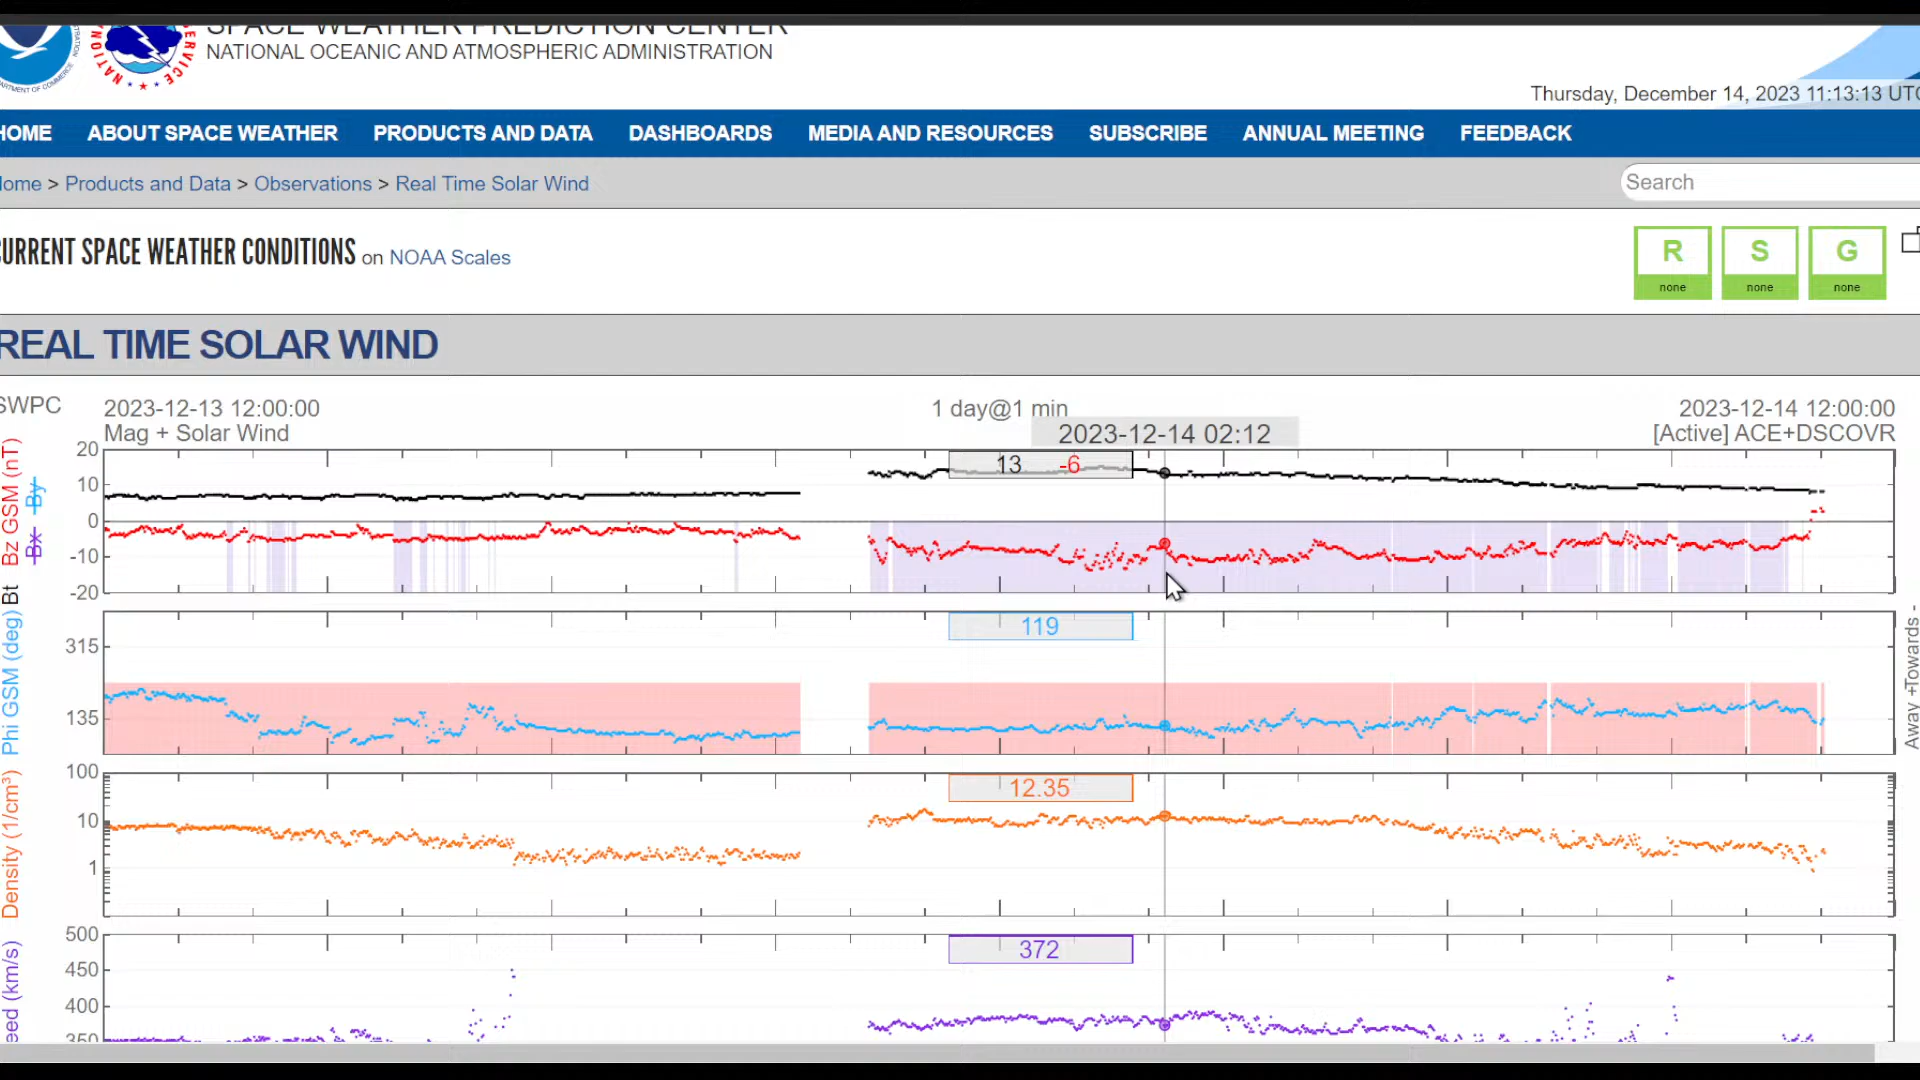 SPACE WEATHER PREDICTION CENTER
NATIONAL OCEANIC AND ATMOSPHERIC ADMINISTRATION
Thursday, December 14, 2023 11:13:13 UTC
HOME ABOUT SPACE WEATHER PRODUCTS AND DATA DASHBOARDS MEDIA AND RESOURCES SUBSCRIBE ANNUAL MEETING FEEDBACK
Home > Products and Data > Observations > Real Time Solar Wind
Search
CURRENT SPACE WEATHER CONDITIONS on NOAA Scales
R S G
none none none
REAL TIME SOLAR WIND
SWPC 2023-12-13 12:00:00 1 day@1 min 2023-12-14 12:00:00
Mag + Solar Wind 2023-12-14 02:12 [Active] ACE+DSCOVR
Bt Bz GSM (nT)
Bx By
20
10
0
-10
-20
13 -6
Phi GSM (deg)
315
135
119
Away + Towards -
Density (1/cm³)
100
10
1
12.35
eed (km/s)
500
450
400
350
372